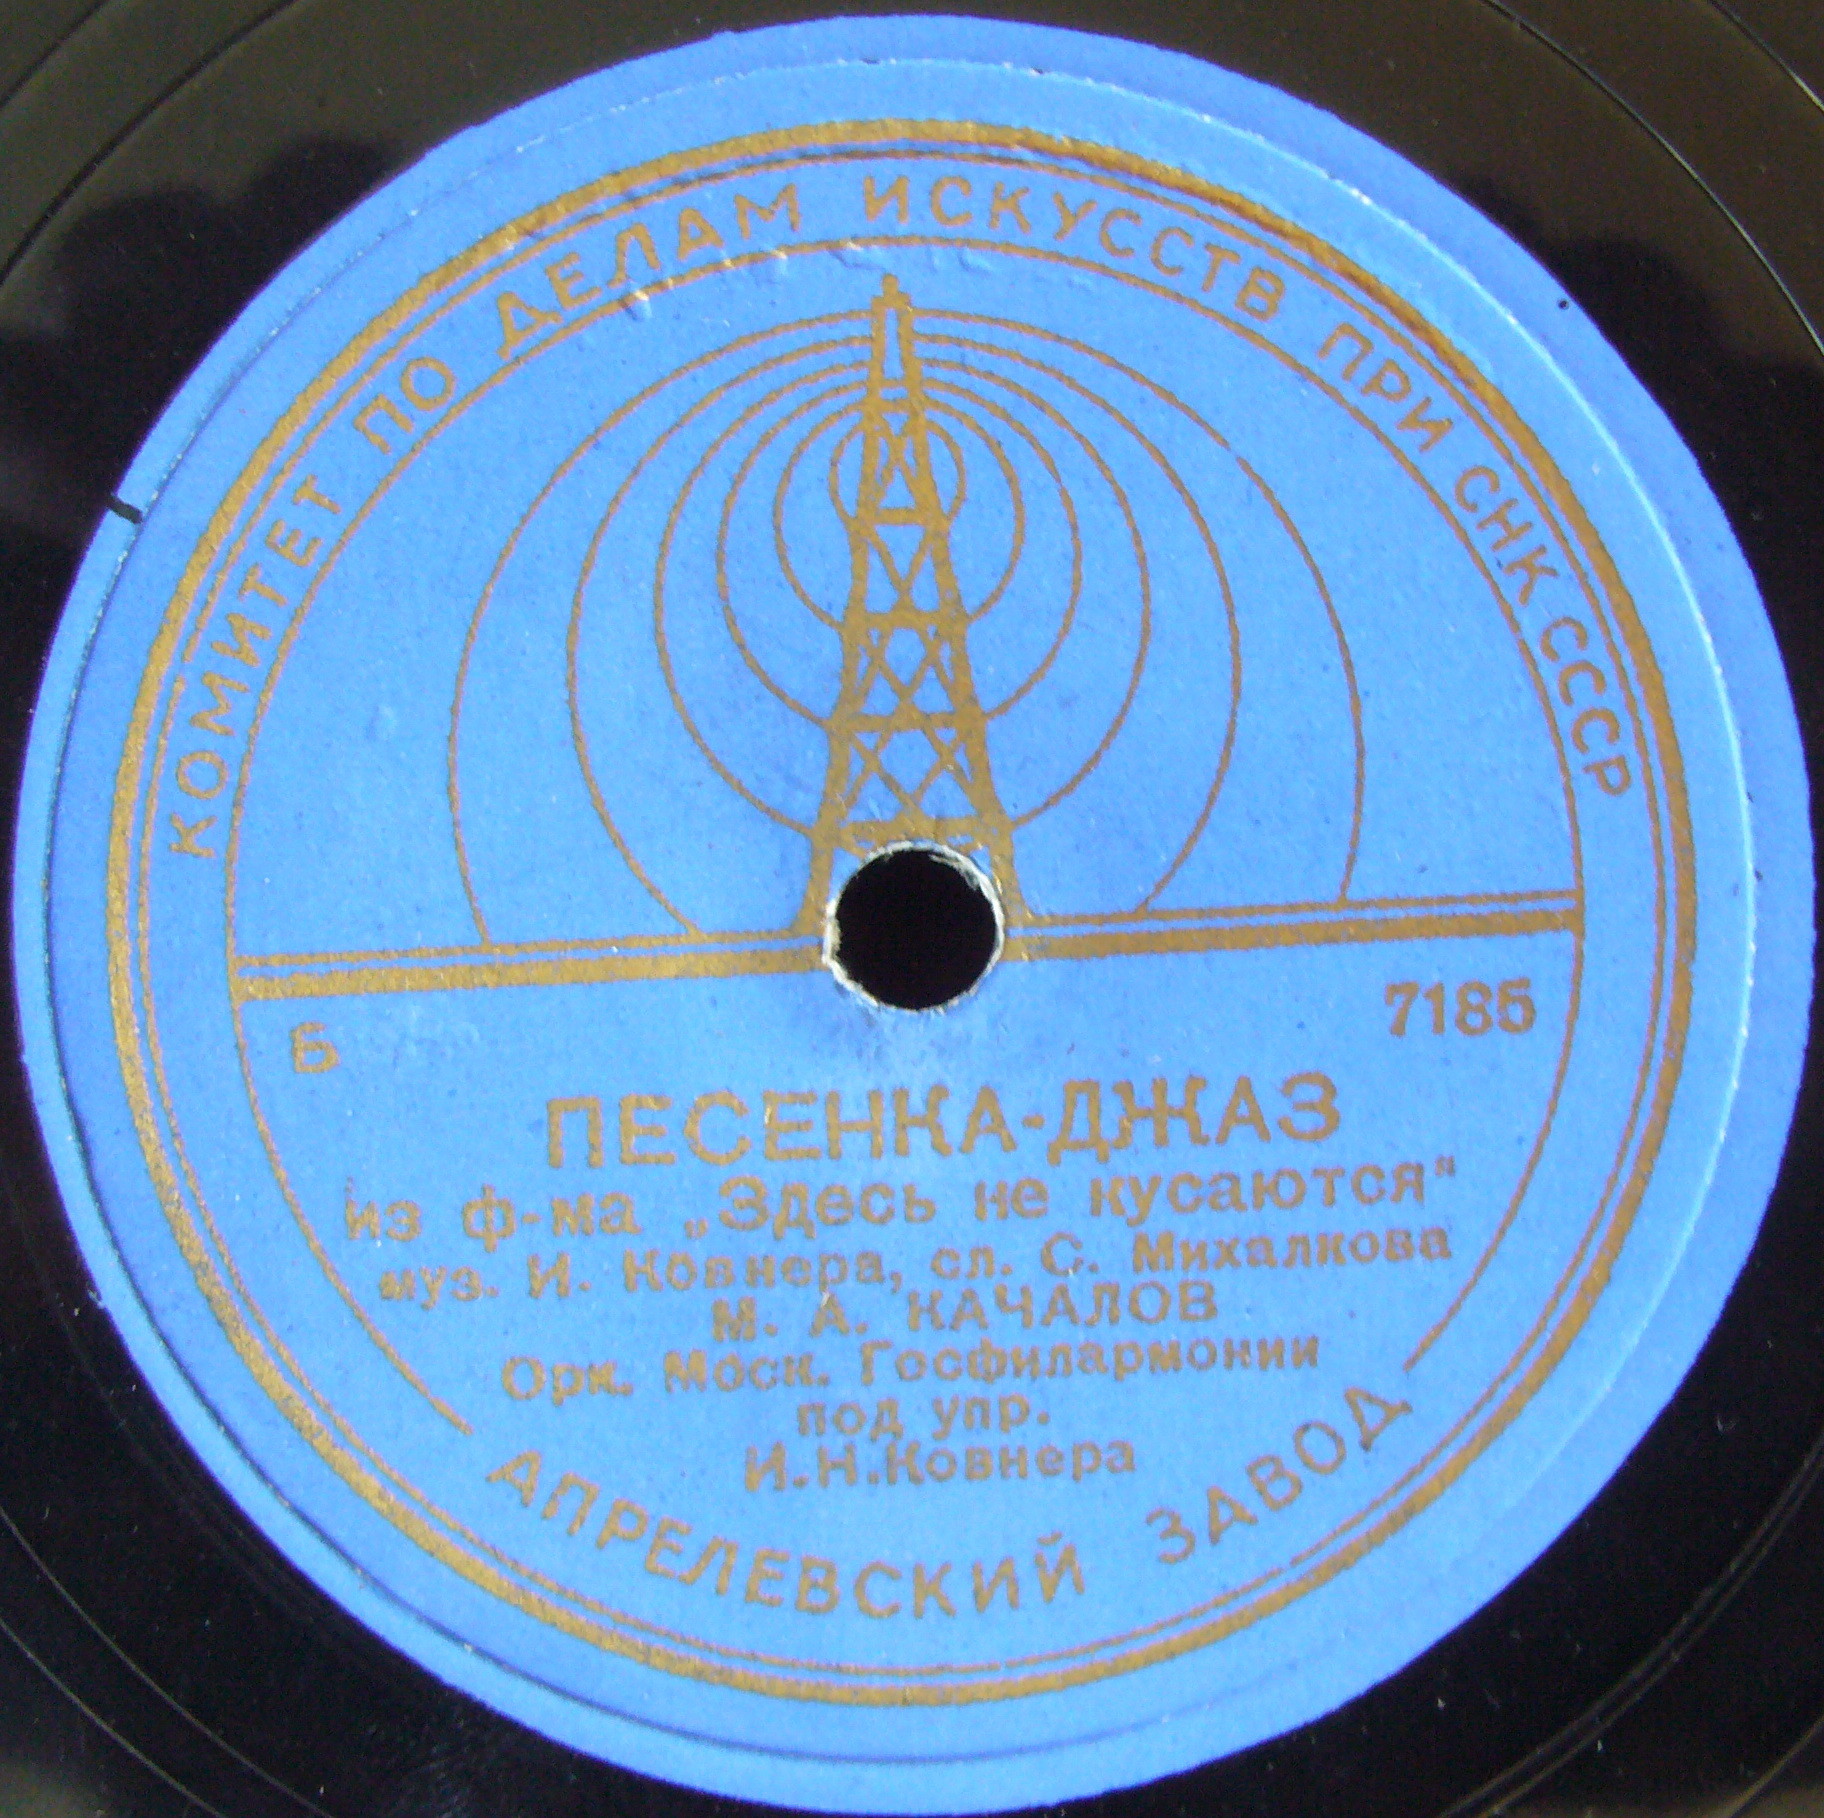 КОМИТЕТ ПО ДЕЛАМ ИСКУССТВ ПРИ СНК СССР
Б 7185
ПЕСЕНКА-ДЖАЗ
из ф-ма „Здесь не кусаются"
муз. И. Ковнера, сл. С. Михалкова
М. А. КАЧАЛОВ
Орк. Моск. Госфилармонии
под упр.
И.Н.Ковнера
АПРЕЛЕВСКИЙ ЗАВОД